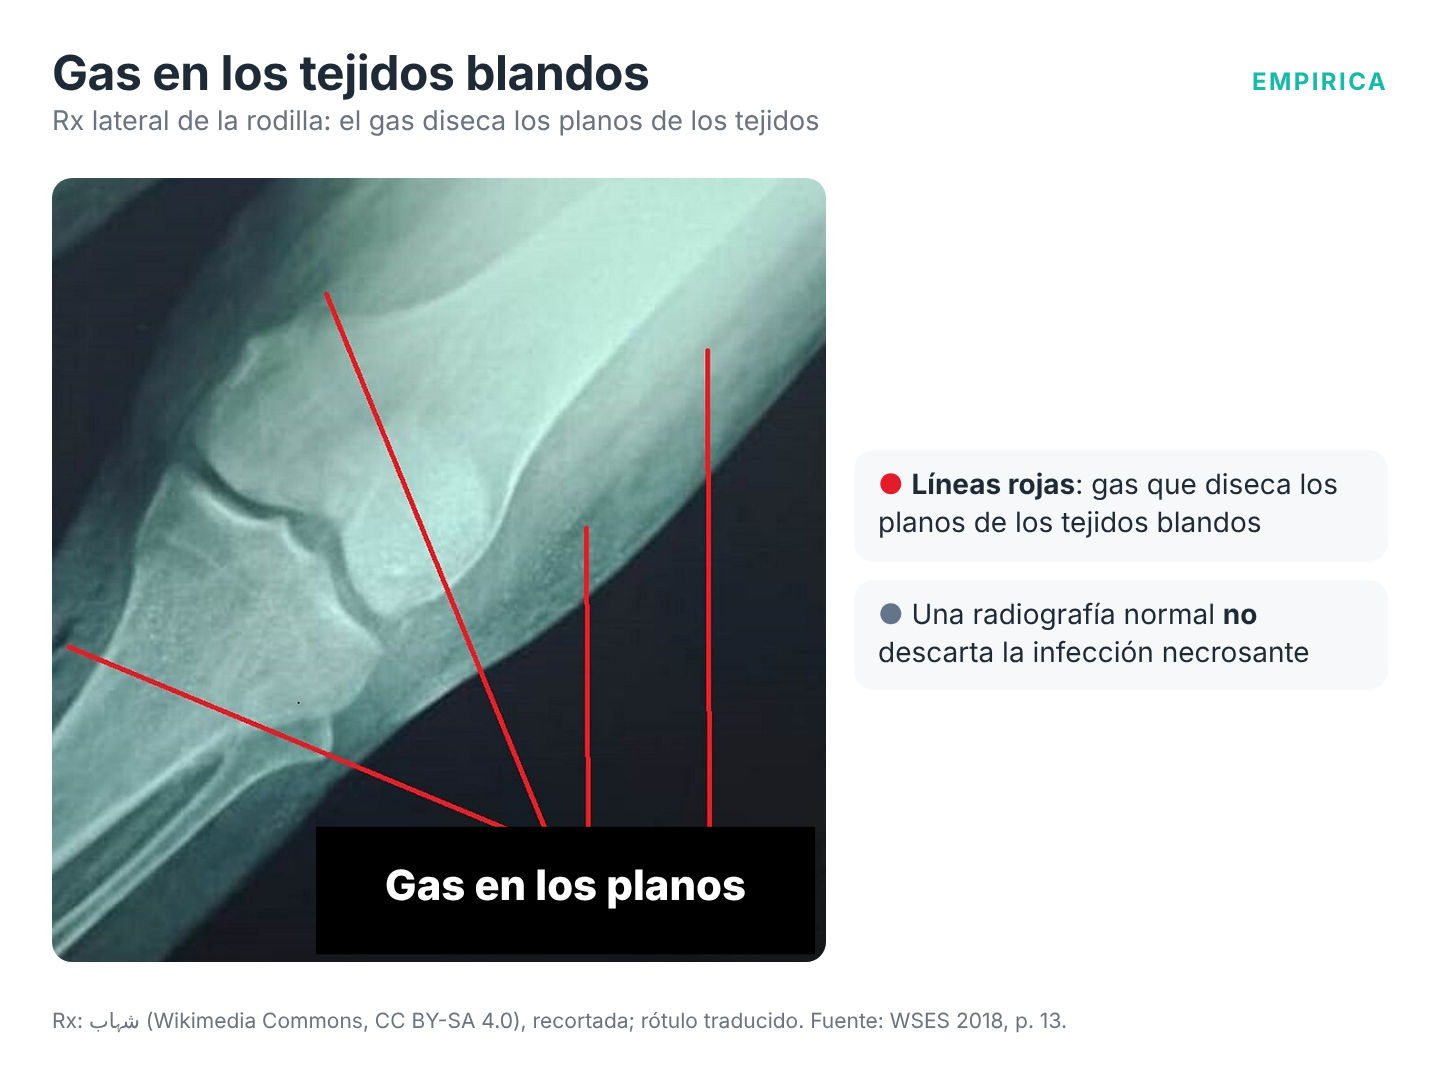 Gas en los tejidos blandos
EMPIRICA
Rx lateral de la rodilla: el gas diseca los planos de los tejidos
Líneas rojas: gas que diseca los
planos de los tejidos blandos
Una radiografía normal no
descarta la infección necrosante
Gas en los planos
Rx: شہاب (Wikimedia Commons, CC BY-SA 4.0), recortada; rótulo traducido. Fuente: WSES 2018, p. 13.